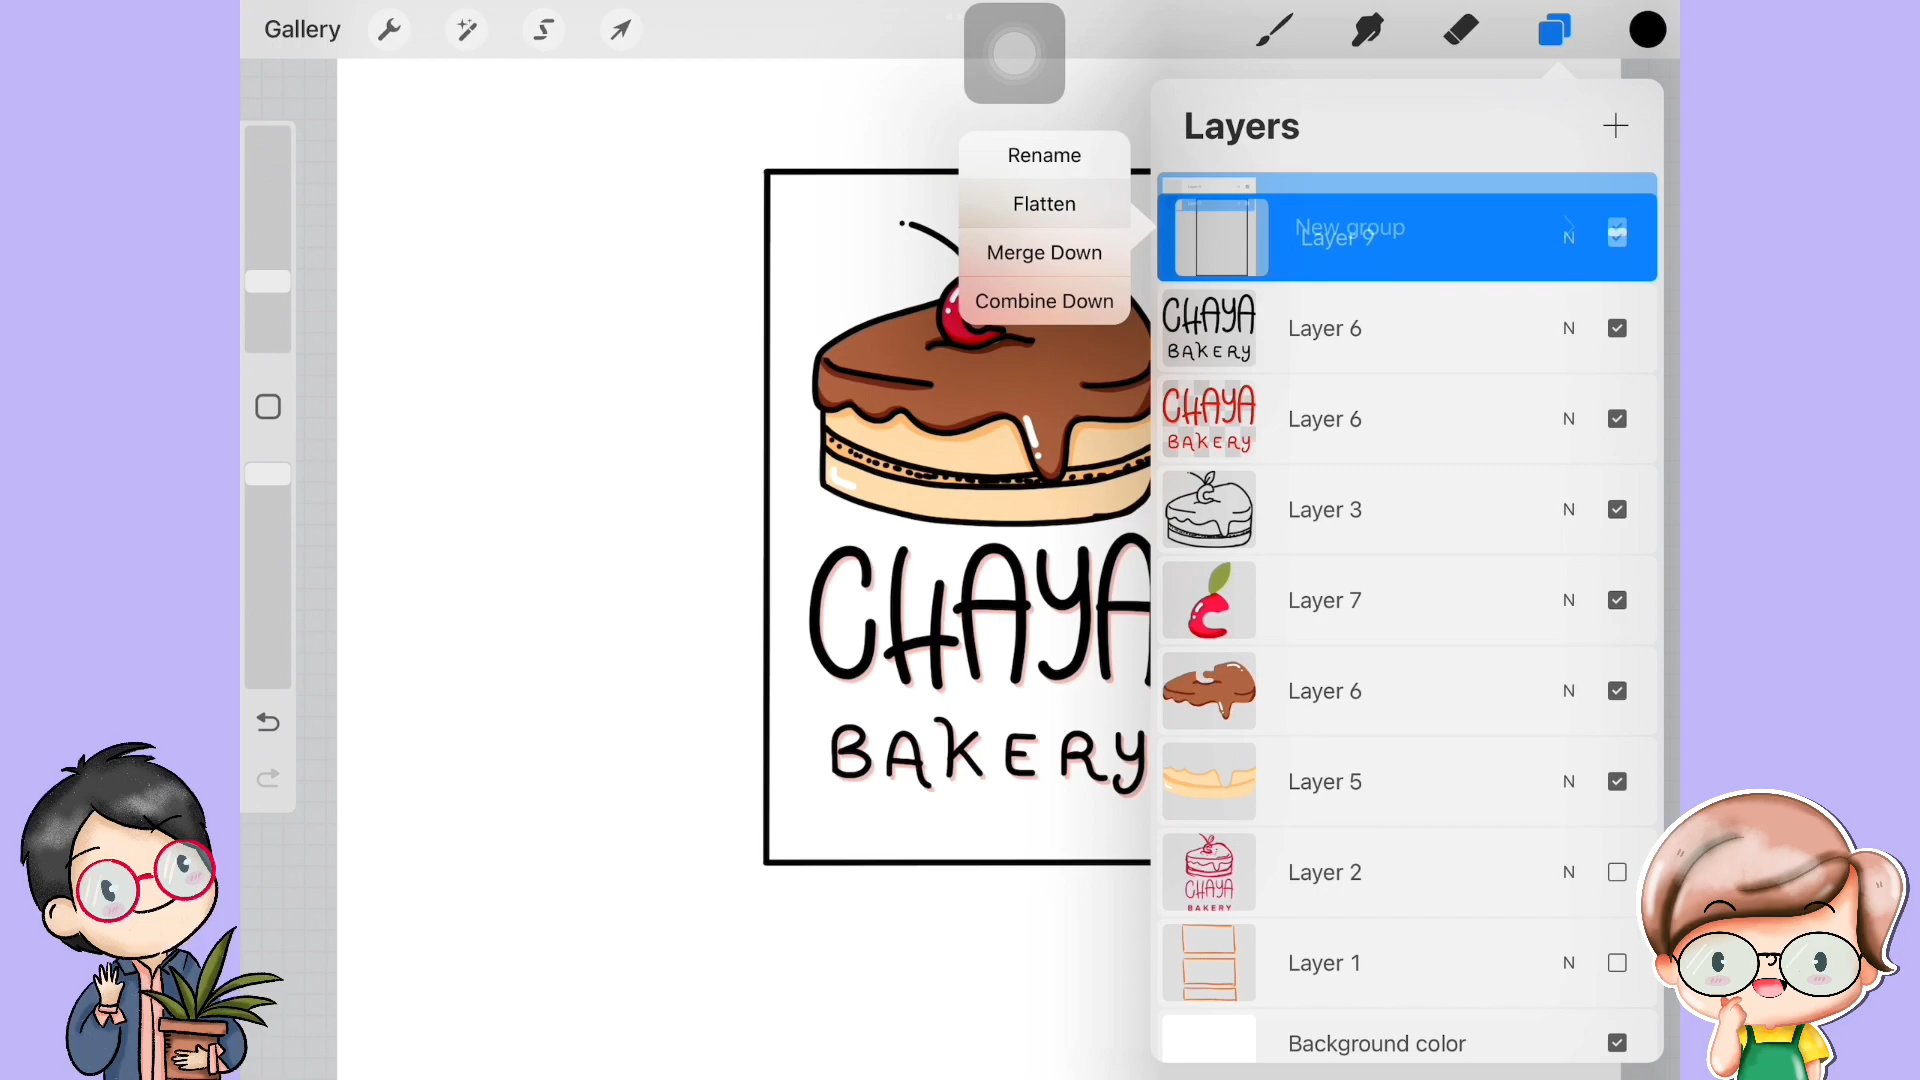 Gallery
Layers
Rename
Flatten
Merge Down
Combine Down
New group
Layer 9
N
CHAYA
BAKERY
Layer 6
N
CHAYA
BAKERY
Layer 6
N
Layer 3
N
Layer 7
N
Layer 6
N
Layer 5
N
CHAYA
BAKERY
Layer 2
N
Layer 1
N
Background color
CHAYA
BAKERY